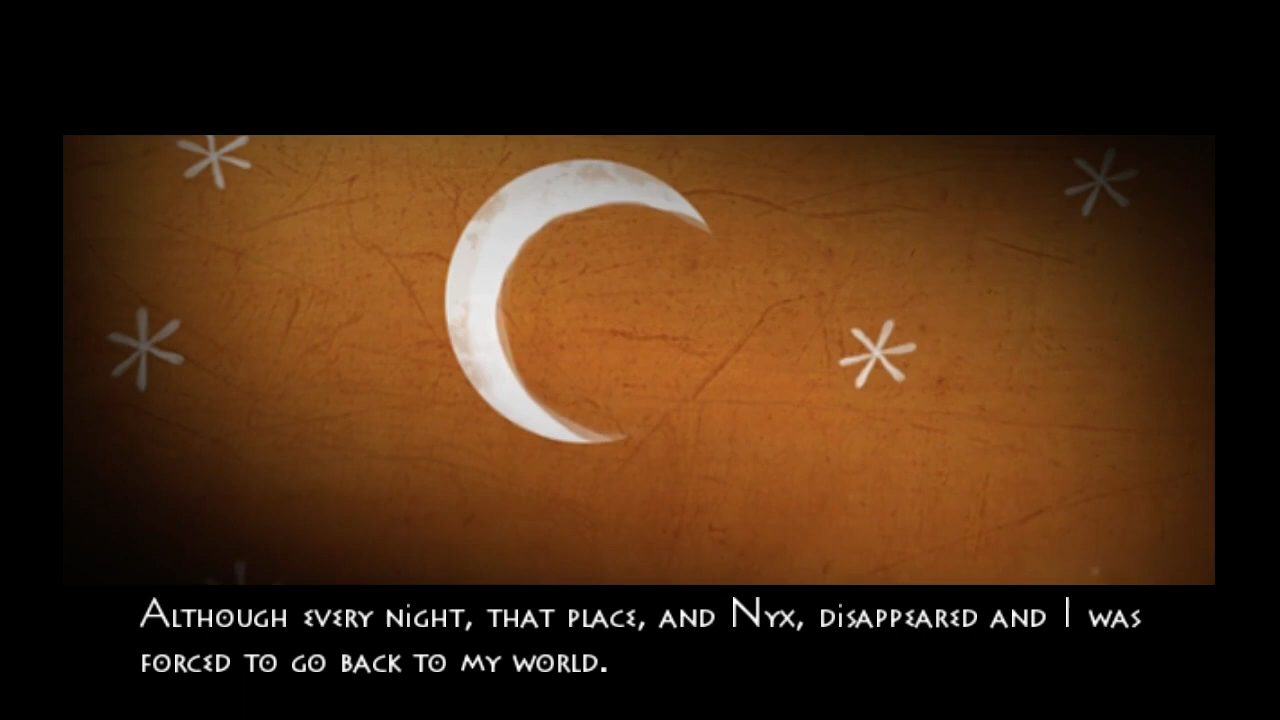 Although every night, that place, and Nyx, disappeared and I was
forced to go back to my world.